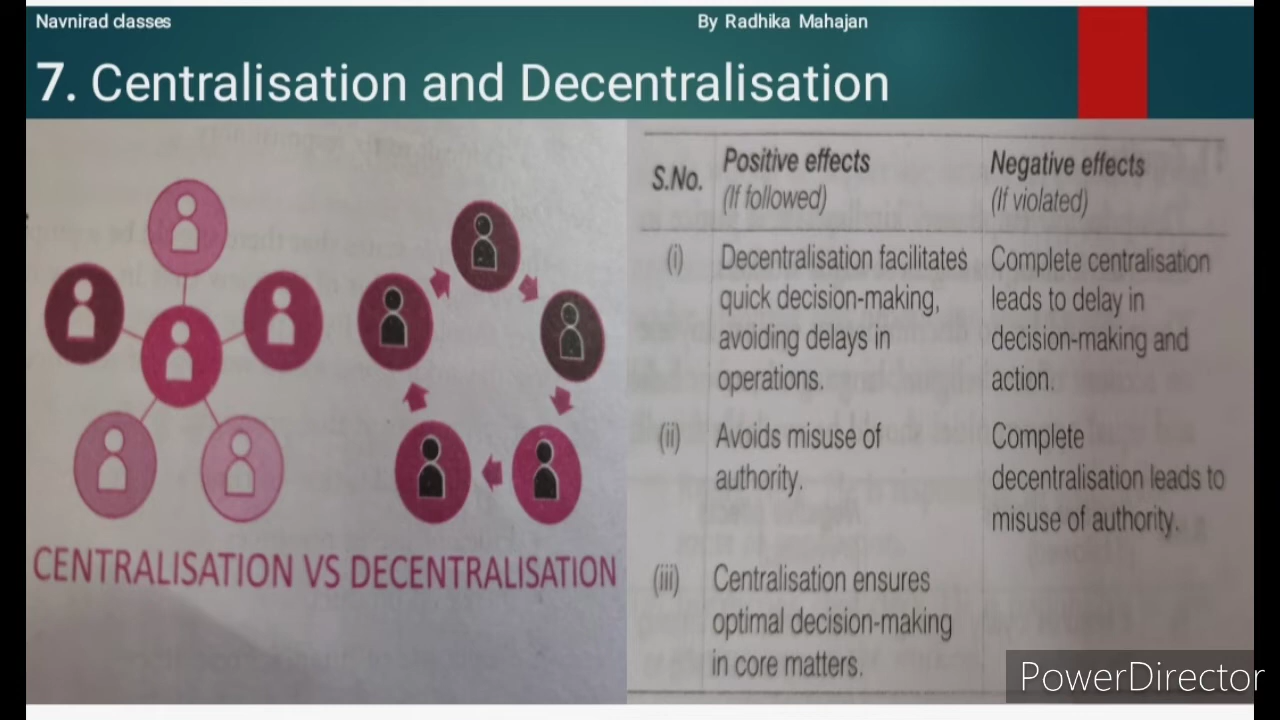 Navnirad classes
By Radhika Mahajan
7. Centralisation and Decentralisation
CENTRALISATION VS DECENTRALISATION
S.No.
Positive effects
(If followed)
Negative effects
(If violated)
(i)
Decentralisation facilitates
quick decision-making,
avoiding delays in
operations.
Complete centralisation
leads to delay in
decision-making and
action.
(ii)
Avoids misuse of
authority.
Complete
decentralisation leads to
misuse of authority.
(iii)
Centralisation ensures
optimal decision-making
in core matters.
PowerDirector